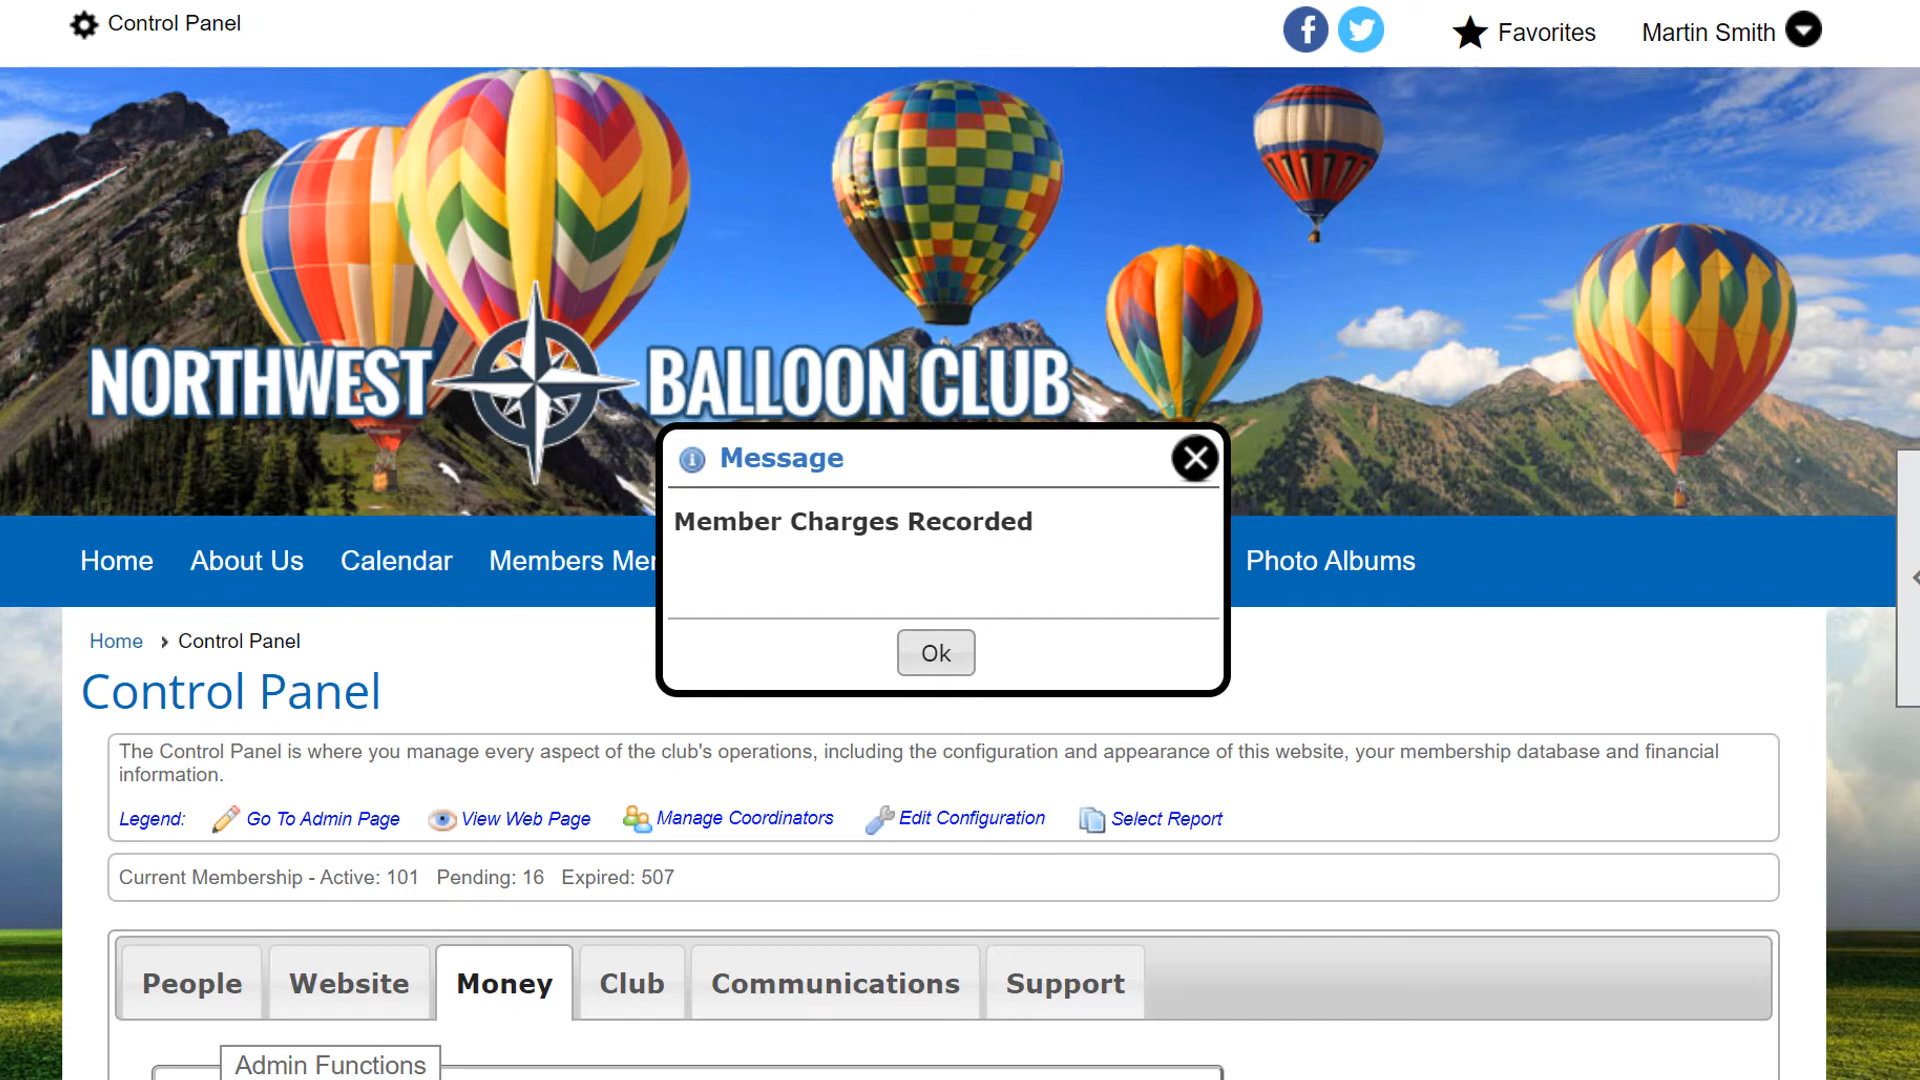 Control Panel
Favorites
Martin Smith
NORTHWEST BALLOON CLUB
Message
Member Charges Recorded
Ok
Home
About Us
Calendar
Members
Photo Albums
Home
Control Panel
Control Panel
The Control Panel is where you manage every aspect of the club's operations, including the configuration and appearance of this website, your membership database and financial
information.
Legend:
Go To Admin Page
View Web Page
Manage Coordinators
Edit Configuration
Select Report
Current Membership - Active: 101 Pending: 16 Expired: 507
People
Website
Money
Club
Communications
Support
Admin Functions